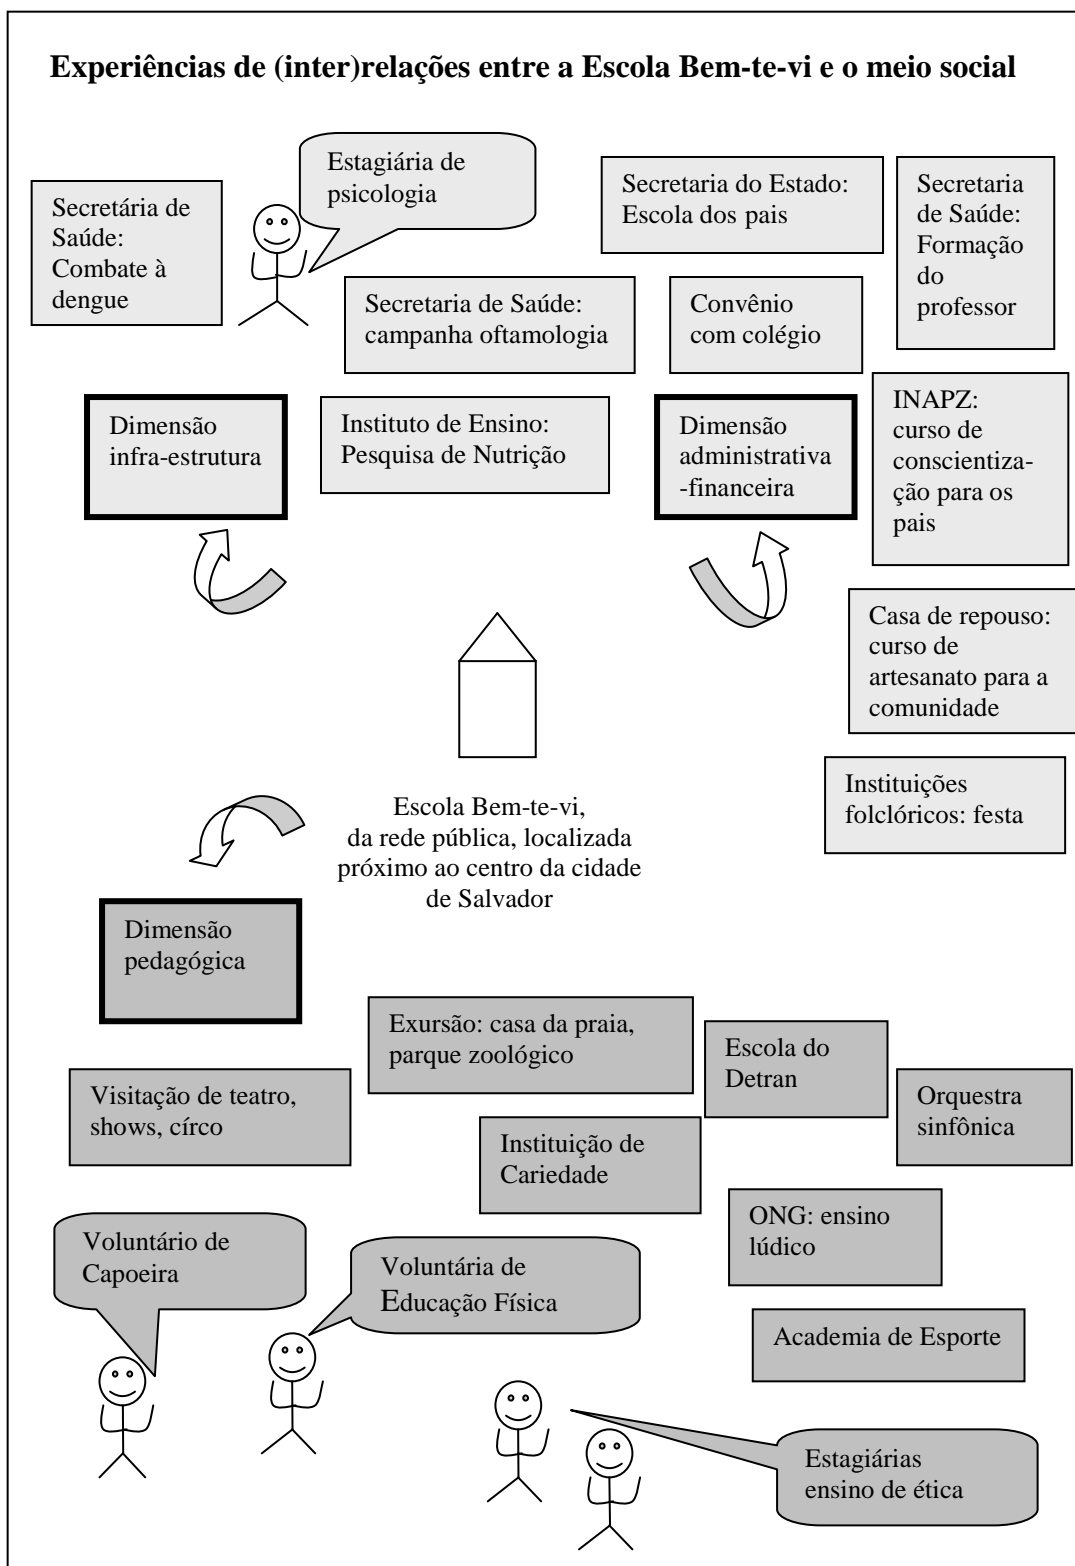 Experiências de (inter)relações entre a Escola Bem-te-vi e o meio social
Secretária de
Saúde:
Combate à
dengue
Estagiária de
psicologia
Secretaria do Estado:
Escola dos pais
Secretaria
de Saúde:
Formação
do
professor
Secretaria de Saúde:
campanha oftamologia
Convênio
com colégio
Dimensão
infra-estrutura
Instituto de Ensino:
Pesquisa de Nutrição
Dimensão
administrativa
-financeira
INAPZ:
curso de
conscientiza-
ção para os
pais
Casa de repouso:
curso de
artesanato para a
comunidade
Instituições
folclóricos: festa
Escola Bem-te-vi,
da rede pública, localizada
próximo ao centro da cidade
de Salvador
Dimensão
pedagógica
Exursão: casa da praia,
parque zoológico
Escola do
Detran
Visitação de teatro,
shows, círco
Orquestra
sinfônica
Instituição de
Cariedade
ONG: ensino
lúdico
Voluntário de
Capoeira
Voluntária de
Educação Física
Academia de Esporte
Estagiárias
ensino de ética